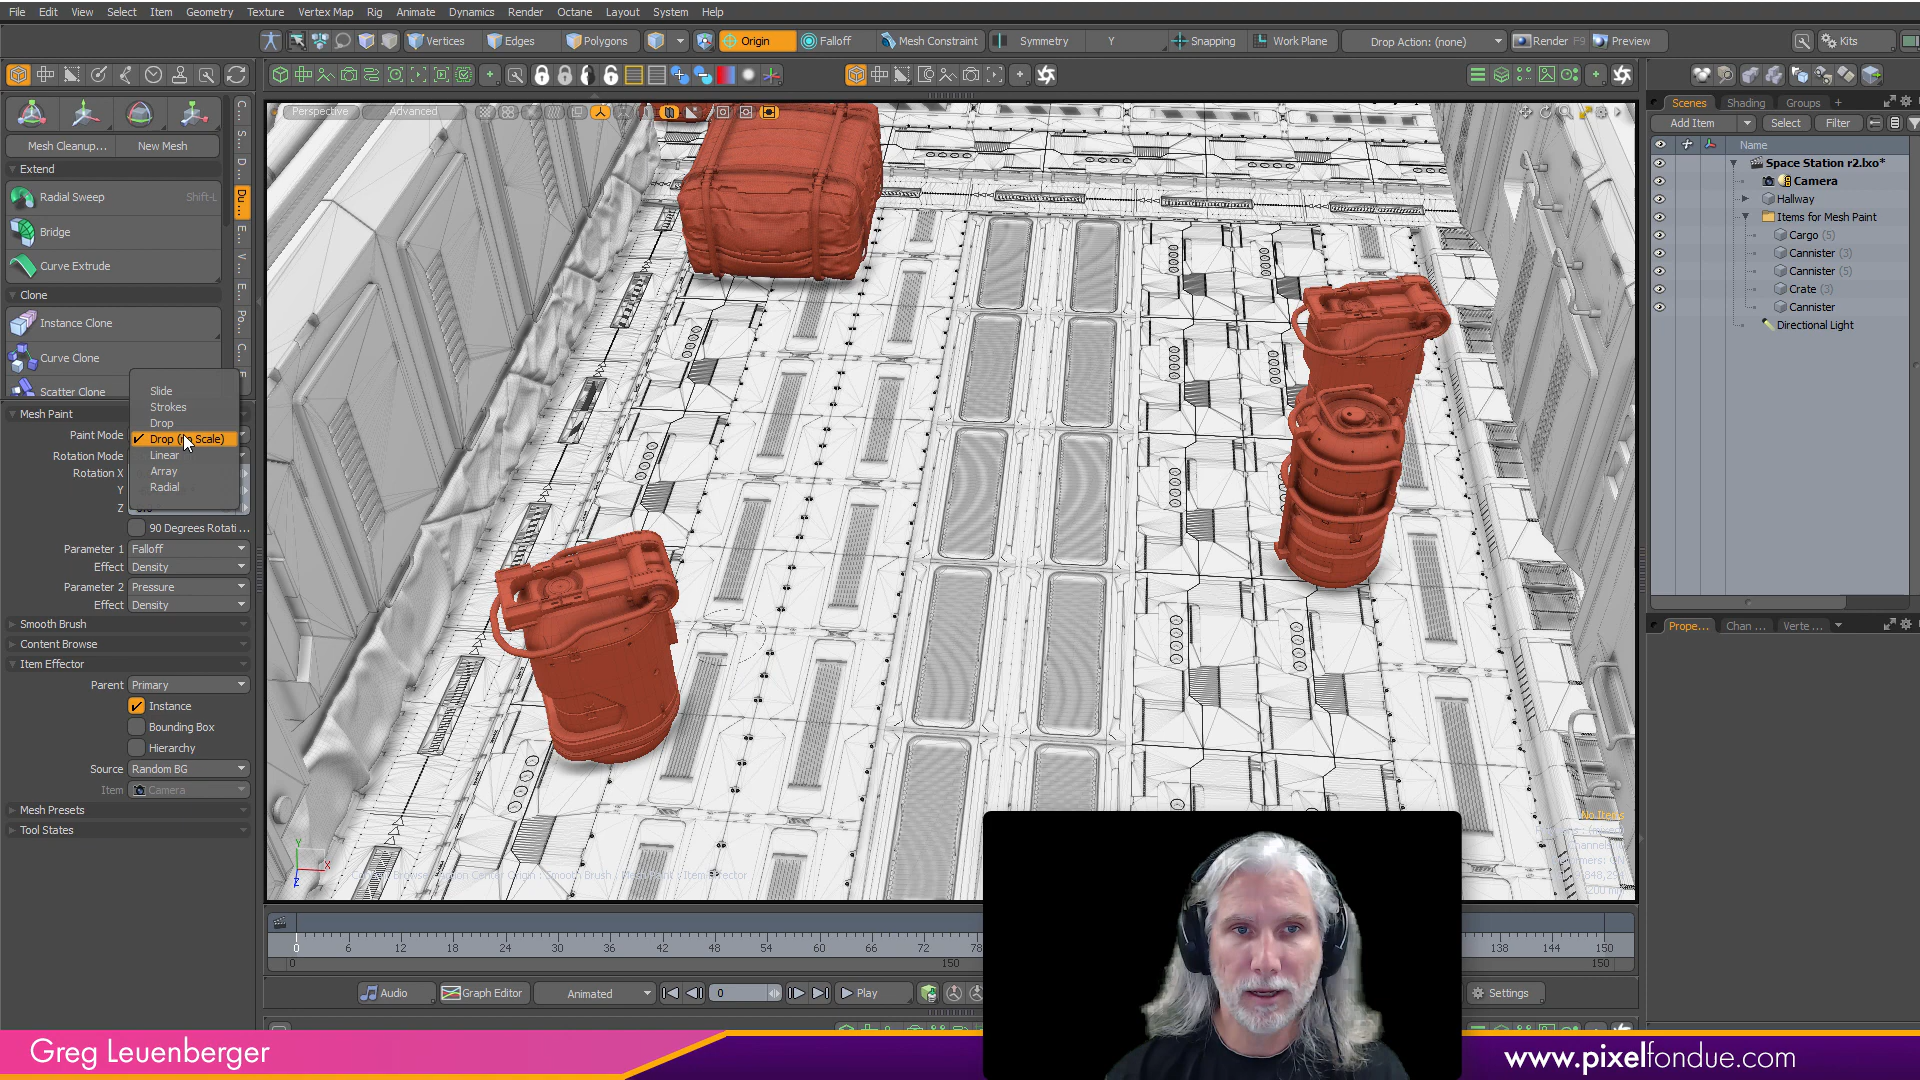 File Edit View Select Item Geometry Texture Vertex Map Rig Animate Dynamics Render Octane Layout System Help
Vertices Edges Polygons Origin Falloff Mesh Constraint Symmetry Y Snapping Work Plane Drop Action: (none) Render F9 Preview Kits
Perspective Advanced
Mesh Cleanup... New Mesh
Extend
Radial Sweep Shift-L
Bridge
Curve Extrude
Clone
Instance Clone
Curve Clone
Scatter Clone
Mesh Paint
Paint Mode
Rotation Mode
Rotation X
Y
Z
Slide
Strokes
Drop
Linear
Array
Radial
90 Degrees Rotati ...
Parameter 1 Falloff
Effect Density
Parameter 2 Pressure
Effect Density
Smooth Brush
Content Browse
Item Effector
Parent Primary
Instance
Bounding Box
Hierarchy
Source Random BG
Item Camera
Mesh Presets
Tool States
No Items
Scenes Shading Groups +
Add Item Select Filter
Name
Space Station r2.lxo*
Camera
Hallway
Items for Mesh Paint
Cargo (5)
Cannister (3)
Cannister (5)
Crate (3)
Cannister
Directional Light
Prope... Chan ... Verte ...
0 6 12 18 24 30 36 42 48 54 60 66 72 138 144 150
0 150 150
Audio Graph Editor Animated 0 Play Settings
Greg Leuenberger
www.pixelfondue.com